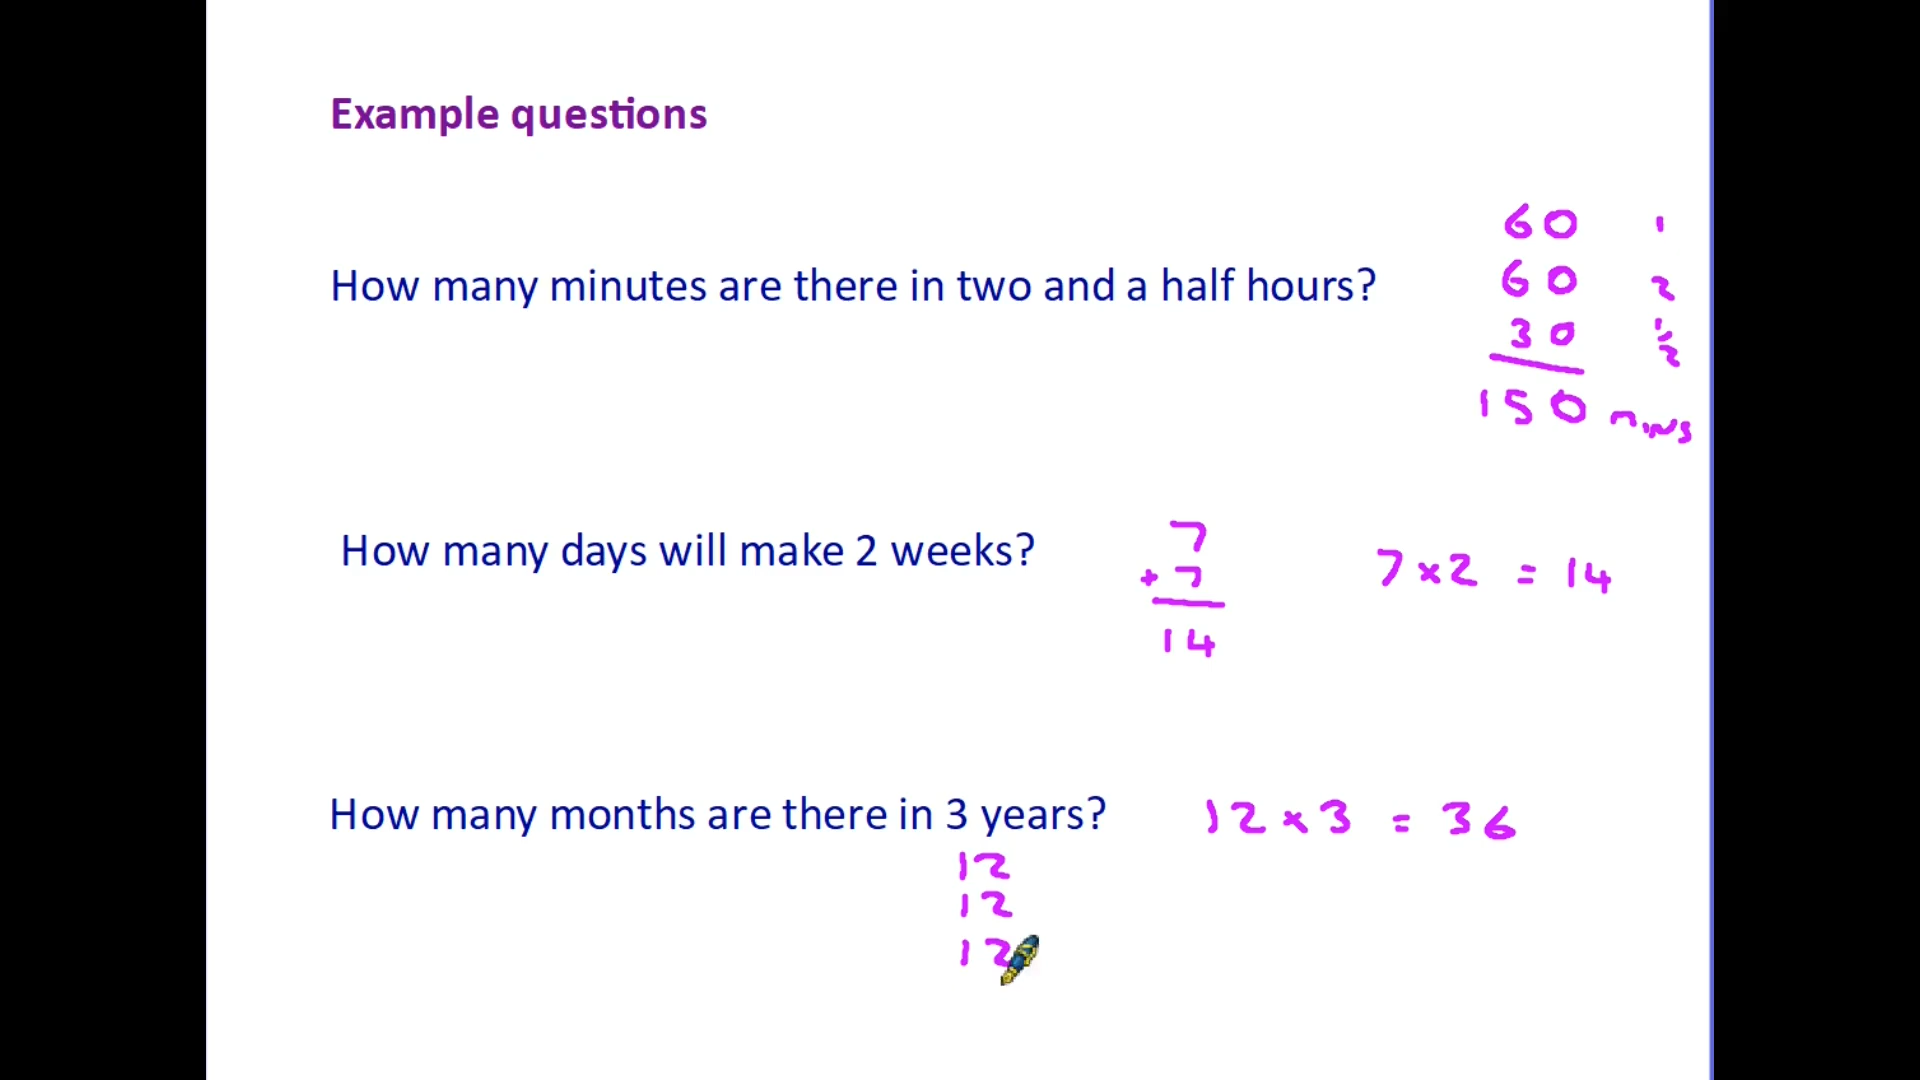 Example questions
60 1
How many minutes are there in two and a half hours?
60 2
30 1/2
150 mins
How many days will make 2 weeks?
7
+ 7
14
7 × 2 = 14
How many months are there in 3 years?
12 × 3 = 36
12
12
12